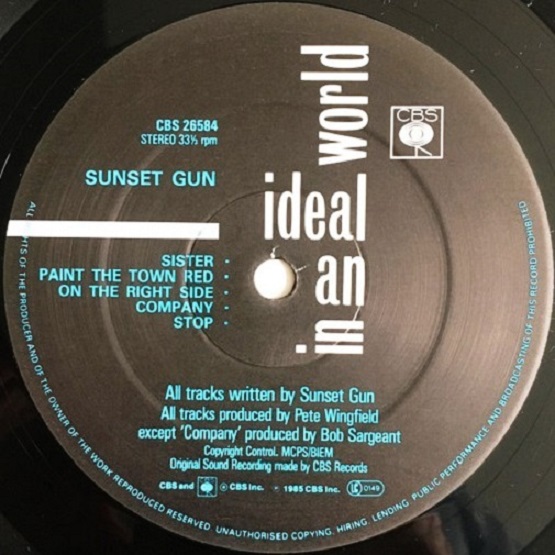 CBS 26584
STEREO 33⅓ rpm
SUNSET GUN
in an ideal world
CBS
SISTER •
PAINT THE TOWN RED •
ON THE RIGHT SIDE •
COMPANY •
STOP •
All tracks written by Sunset Gun
All tracks produced by Pete Wingfield
except 'Company' produced by Bob Sargeant
Copyright Control. MCPS/BIEM
Original Sound Recording made by CBS Records
CBS and ℗ CBS Inc. • 1985 CBS Inc. LC 0149
ALL RIGHTS OF THE PRODUCER AND OF THE OWNER OF THE WORK REPRODUCED RESERVED. UNAUTHORISED COPYING, HIRING, LENDING, PUBLIC PERFORMANCE AND BROADCASTING OF THIS RECORD PROHIBITED